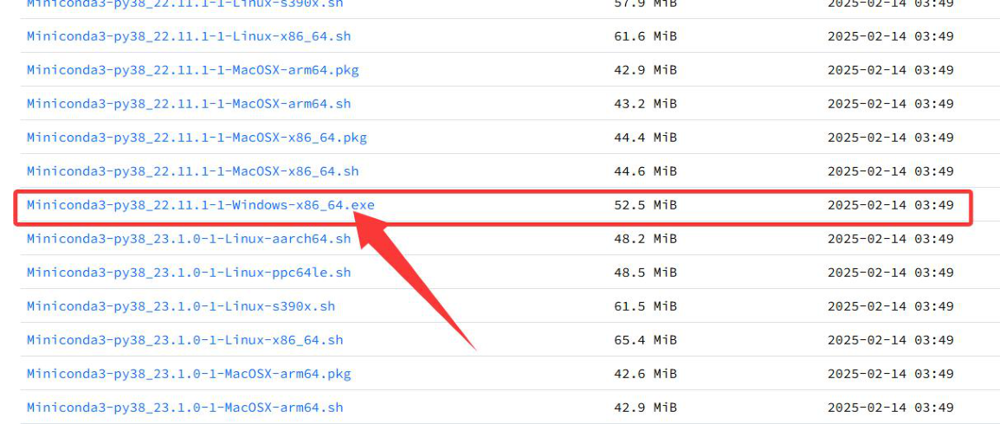 Miniconda3-py38_22.11.1-1-Linux-s390x.sh 57.9 MiB 2025-02-14 03:49
Miniconda3-py38_22.11.1-1-Linux-x86_64.sh 61.6 MiB 2025-02-14 03:49
Miniconda3-py38_22.11.1-1-MacOSX-arm64.pkg 42.9 MiB 2025-02-14 03:49
Miniconda3-py38_22.11.1-1-MacOSX-arm64.sh 43.2 MiB 2025-02-14 03:49
Miniconda3-py38_22.11.1-1-MacOSX-x86_64.pkg 44.4 MiB 2025-02-14 03:49
Miniconda3-py38_22.11.1-1-MacOSX-x86_64.sh 44.6 MiB 2025-02-14 03:49
Miniconda3-py38_22.11.1-1-Windows-x86_64.exe 52.5 MiB 2025-02-14 03:49
Miniconda3-py38_23.1.0-1-Linux-aarch64.sh 48.2 MiB 2025-02-14 03:49
Miniconda3-py38_23.1.0-1-Linux-ppc64le.sh 48.5 MiB 2025-02-14 03:49
Miniconda3-py38_23.1.0-1-Linux-s390x.sh 61.5 MiB 2025-02-14 03:49
Miniconda3-py38_23.1.0-1-Linux-x86_64.sh 65.4 MiB 2025-02-14 03:49
Miniconda3-py38_23.1.0-1-MacOSX-arm64.pkg 42.6 MiB 2025-02-14 03:49
Miniconda3-py38_23.1.0-1-MacOSX-arm64.sh 42.9 MiB 2025-02-14 03:49